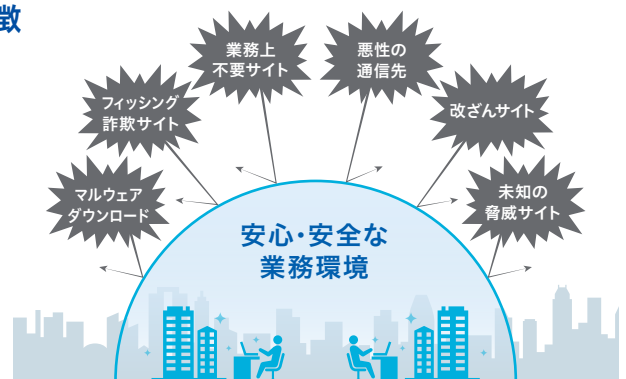 徴
業務上
不要サイト
悪性の
通信先
フィッシング
詐欺サイト
改ざんサイト
マルウェア
ダウンロード
未知の
脅威サイト
安心・安全な
業務環境